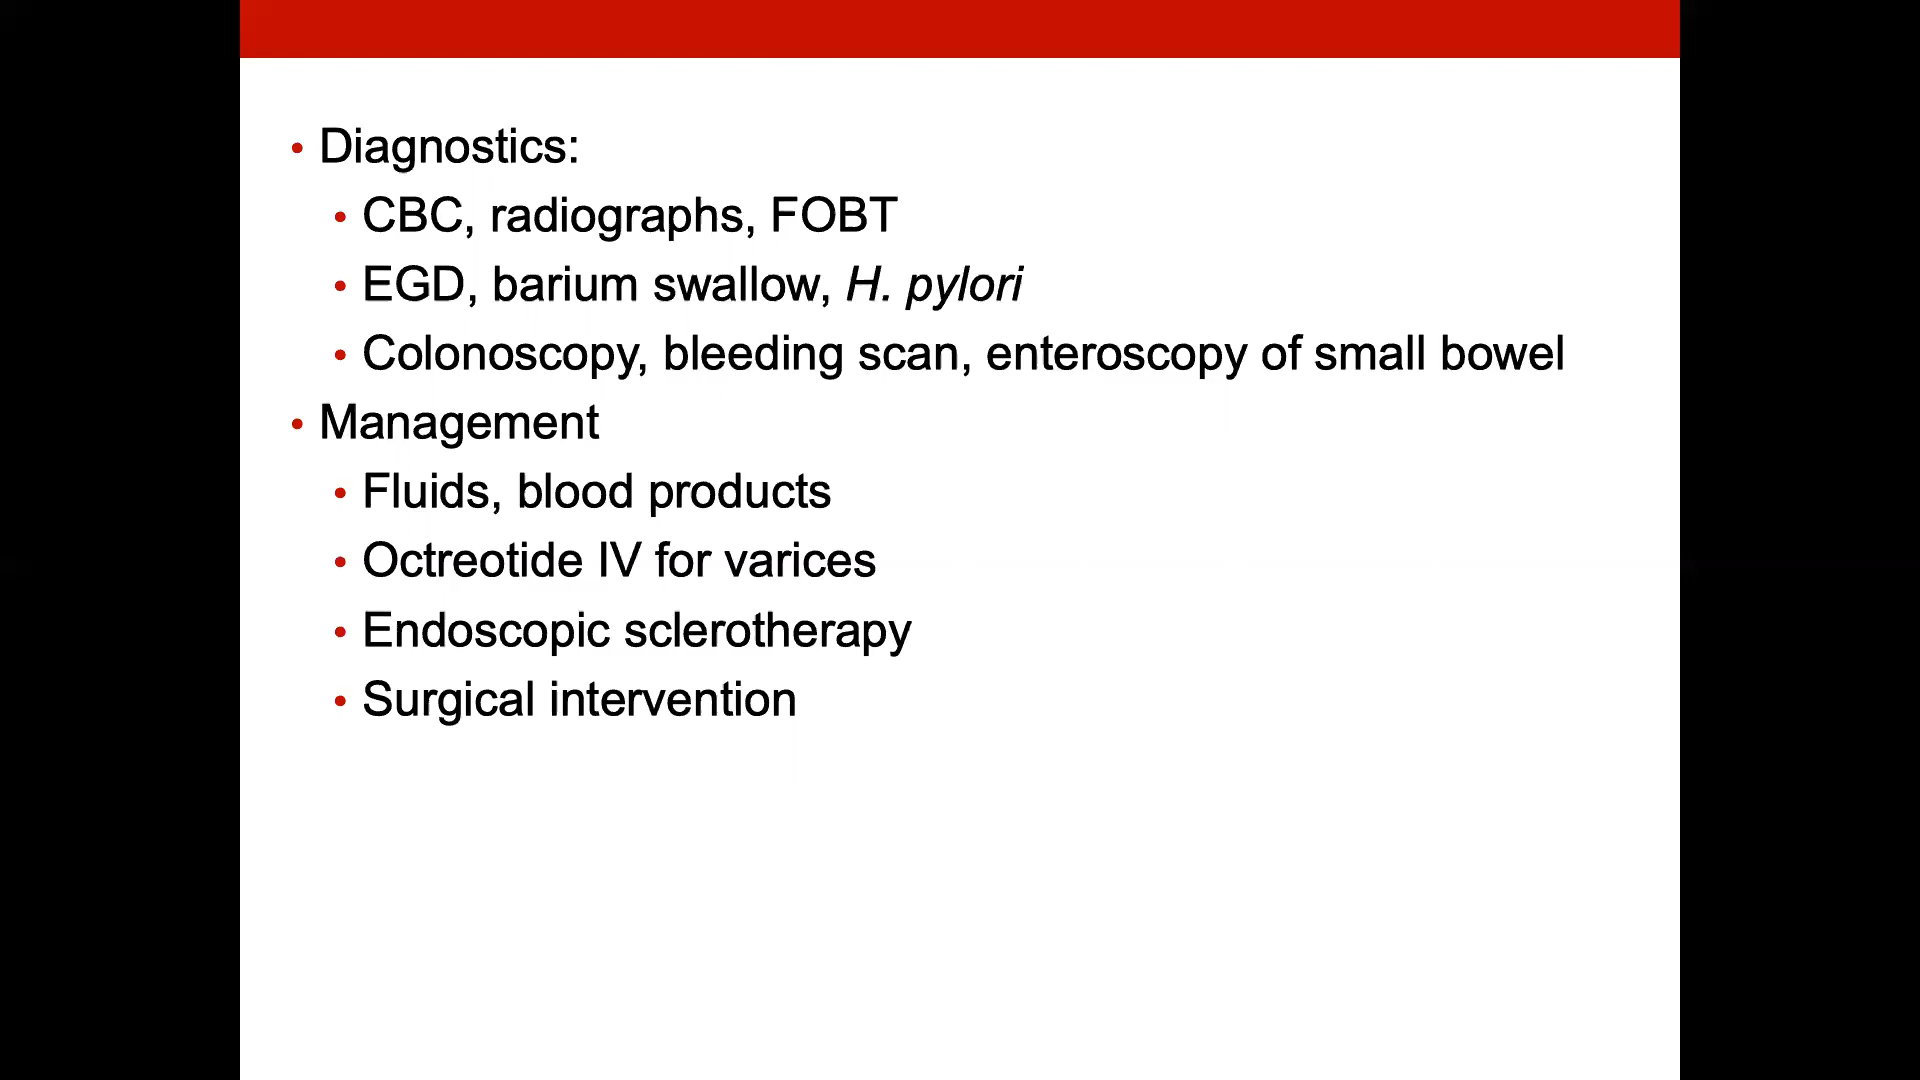 • Diagnostics:
• CBC, radiographs, FOBT
• EGD, barium swallow, H. pylori
• Colonoscopy, bleeding scan, enteroscopy of small bowel
• Management
• Fluids, blood products
• Octreotide IV for varices
• Endoscopic sclerotherapy
• Surgical intervention